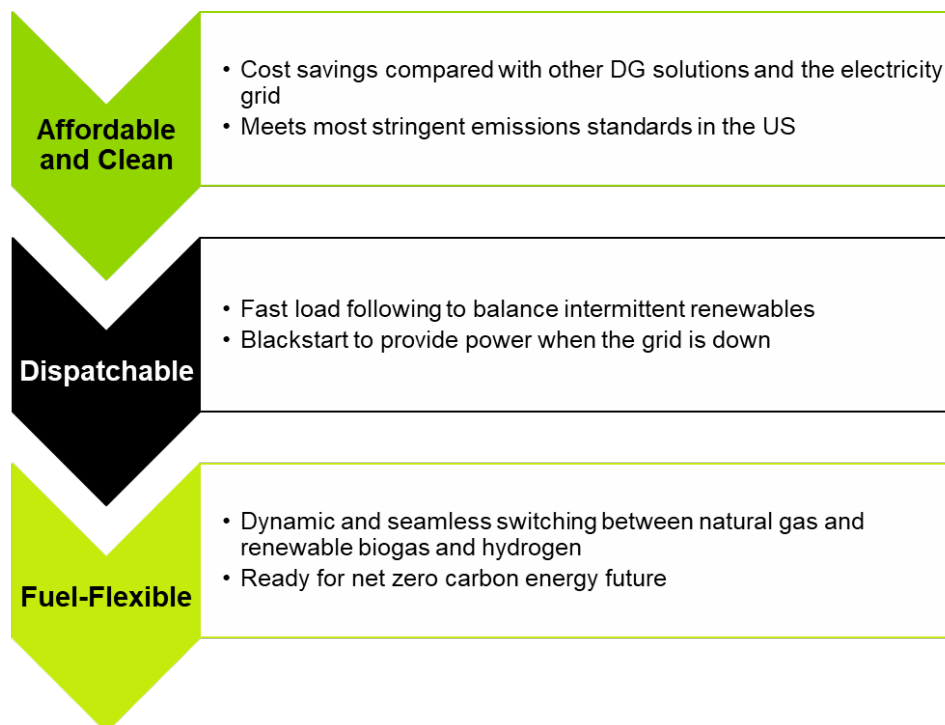 Affordable
and Clean
• Cost savings compared with other DG solutions and the electricity
grid
• Meets most stringent emissions standards in the US
Dispatchable
• Fast load following to balance intermittent renewables
• Blackstart to provide power when the grid is down
Fuel-Flexible
• Dynamic and seamless switching between natural gas and
renewable biogas and hydrogen
• Ready for net zero carbon energy future